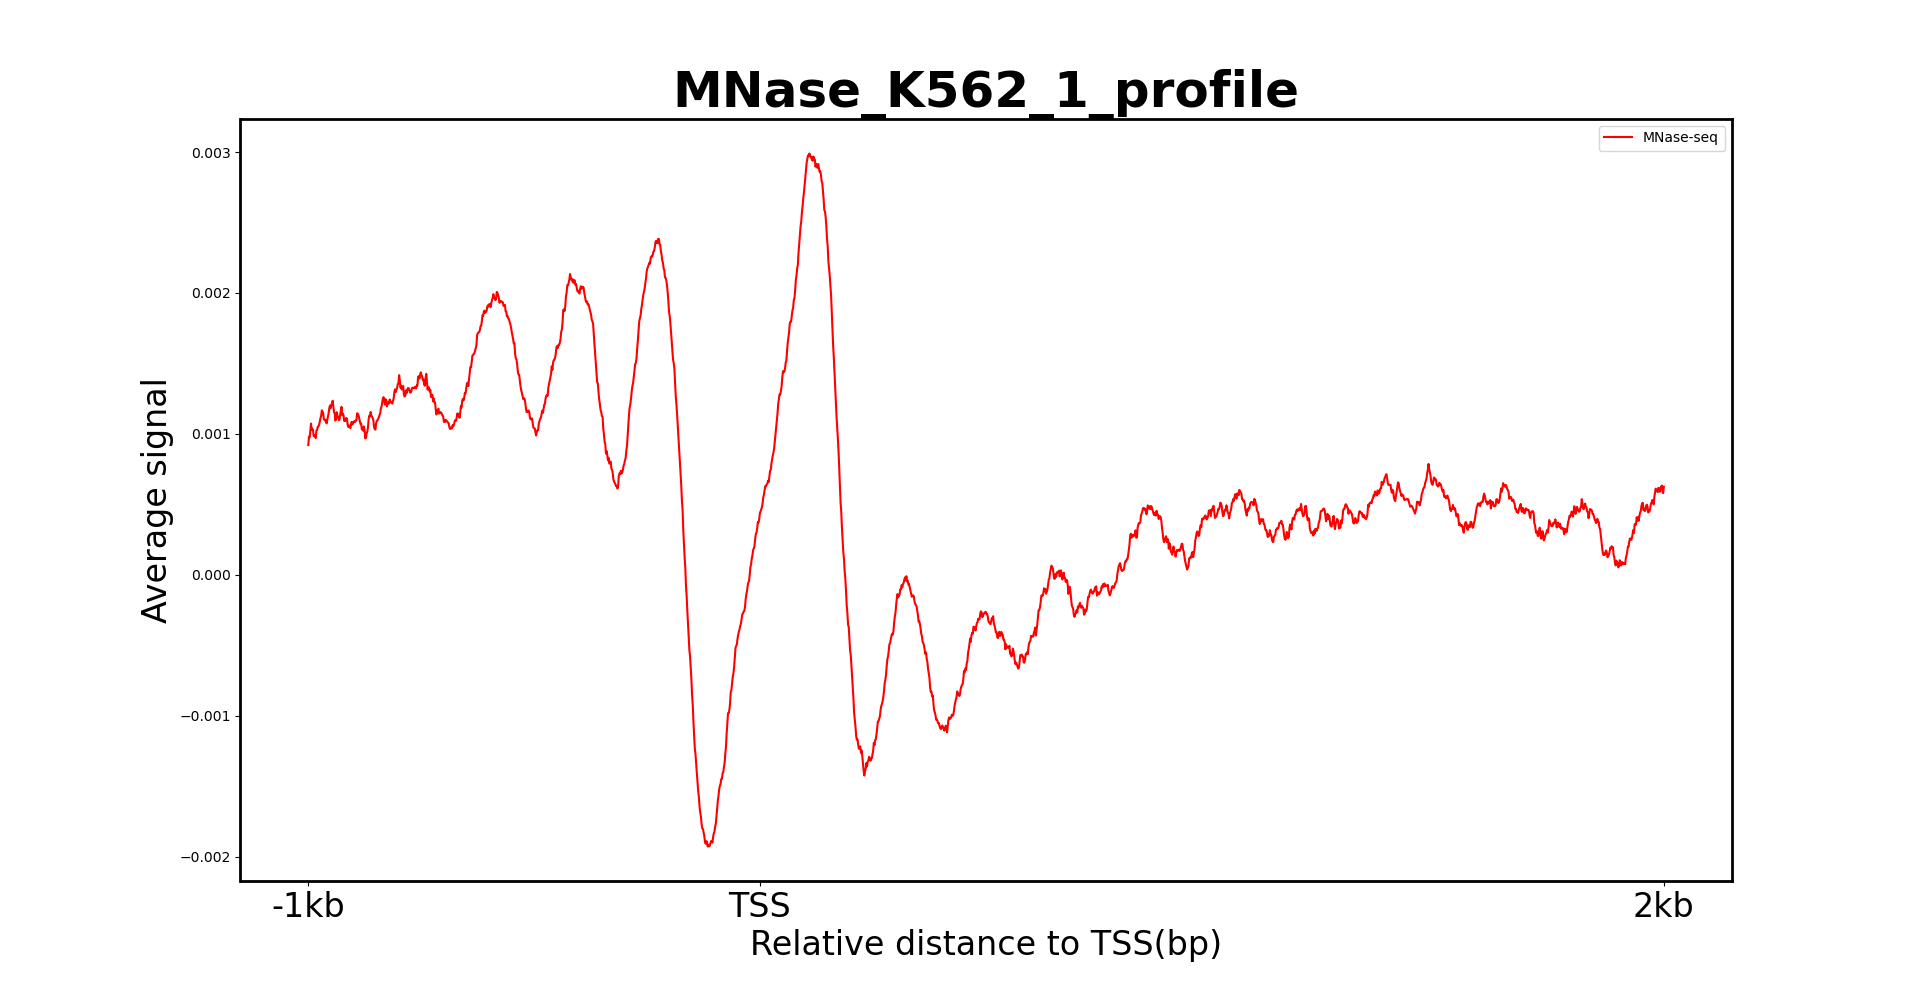 MNase_K562_1_profile
MNase-seq
Average signal
0.003
0.002
0.001
0.000
−0.001
−0.002
-1kb
TSS
2kb
Relative distance to TSS(bp)